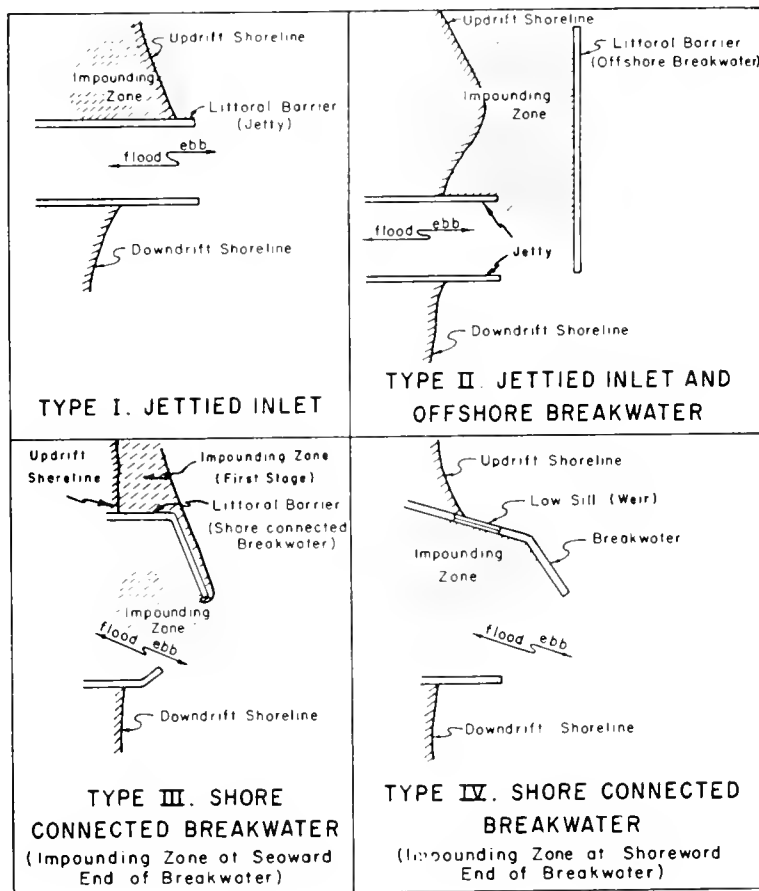 Updrift Shoreline
Impounding
Zone
Littoral Barrier
(Jetty)
ebb
flood
Downdrift Shoreline
TYPE I. JETTIED INLET
Updrift Shoreline
Littoral Barrier
(Offshore Breakwater)
Impounding
Zone
ebb
flood
Jetty
Downdrift Shoreline
TYPE II. JETTIED INLET AND
OFFSHORE BREAKWATER
Updrift
Shereline
Impounding Zone
(First Stage)
Littoral Barrier
(Shore connected
Breakwater)
Impounding
Zone
flood
ebb
Downdrift Shoreline
TYPE III. SHORE
CONNECTED BREAKWATER
(Impounding Zone at Seaward
End of Breakwater)
Updrift Shoreline
Low Sill (Weir)
Breakwater
Impounding
Zone
flood
ebb
Downdrift Shoreline
TYPE IV. SHORE CONNECTED
BREAKWATER
(Impounding Zone at Shoreward
End of Breakwater)